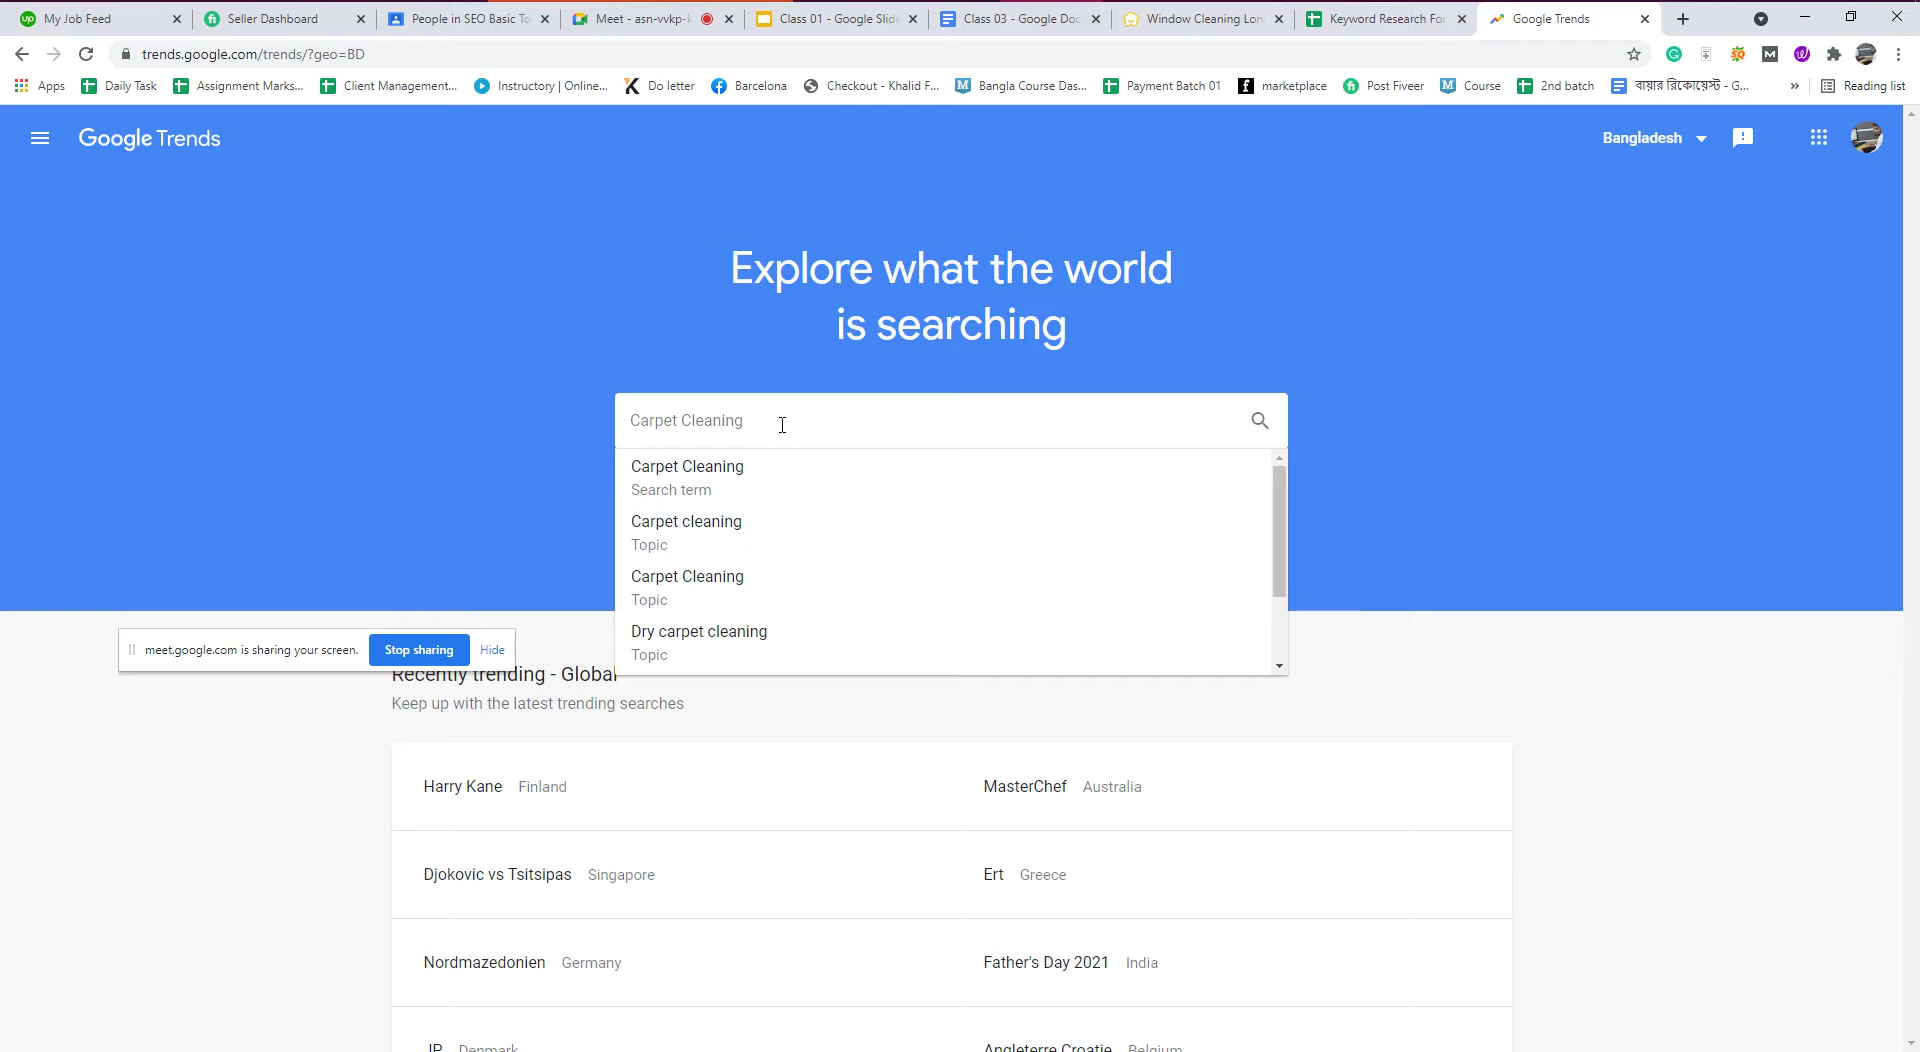 My Job Feed
Seller Dashboard
People in SEO Basic To
Meet - asn-vvkp-k
Class 01 - Google Slide
Class 03 - Google Doc
Window Cleaning Lon
Keyword Research For
Google Trends
trends.google.com/trends/?geo=BD
Apps
Daily Task
Assignment Marks...
Client Management...
Instructory | Online...
Do letter
Barcelona
Checkout - Khalid F...
Bangla Course Das...
Payment Batch 01
marketplace
Post Fiveer
Course
2nd batch
বায়ার রিকোয়েস্ট - G...
»
Reading list
Google Trends
Bangladesh
Explore what the world
is searching
Carpet Cleaning
Carpet Cleaning
Search term
Carpet cleaning
Topic
Carpet Cleaning
Topic
Dry carpet cleaning
Topic
meet.google.com is sharing your screen.
Stop sharing
Hide
Recently trending - Global
Keep up with the latest trending searches
Harry Kane Finland
MasterChef Australia
Djokovic vs Tsitsipas Singapore
Ert Greece
Nordmazedonien Germany
Father's Day 2021 India
JP Denmark
Angleterre Croatie Belgium